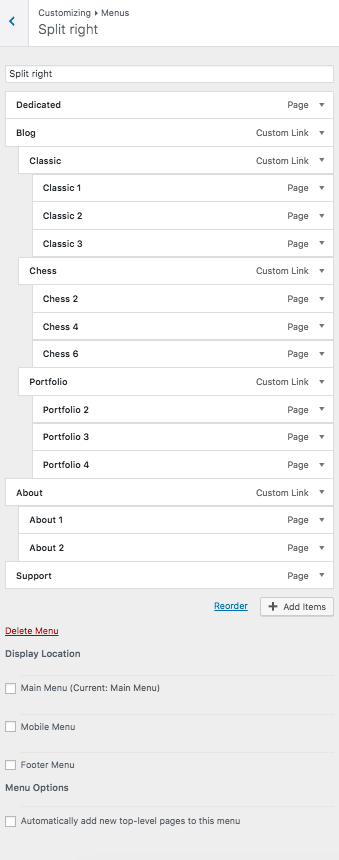 Customizing ▸ Menus
Split right
Split right
Dedicated Page
Blog Custom Link
Classic Custom Link
Classic 1 Page
Classic 2 Page
Classic 3 Page
Chess Custom Link
Chess 2 Page
Chess 4 Page
Chess 6 Page
Portfolio Custom Link
Portfolio 2 Page
Portfolio 3 Page
Portfolio 4 Page
About Custom Link
About 1 Page
About 2 Page
Support Page
Reorder + Add Items
Delete Menu
Display Location
Main Menu (Current: Main Menu)
Mobile Menu
Footer Menu
Menu Options
Automatically add new top-level pages to this menu